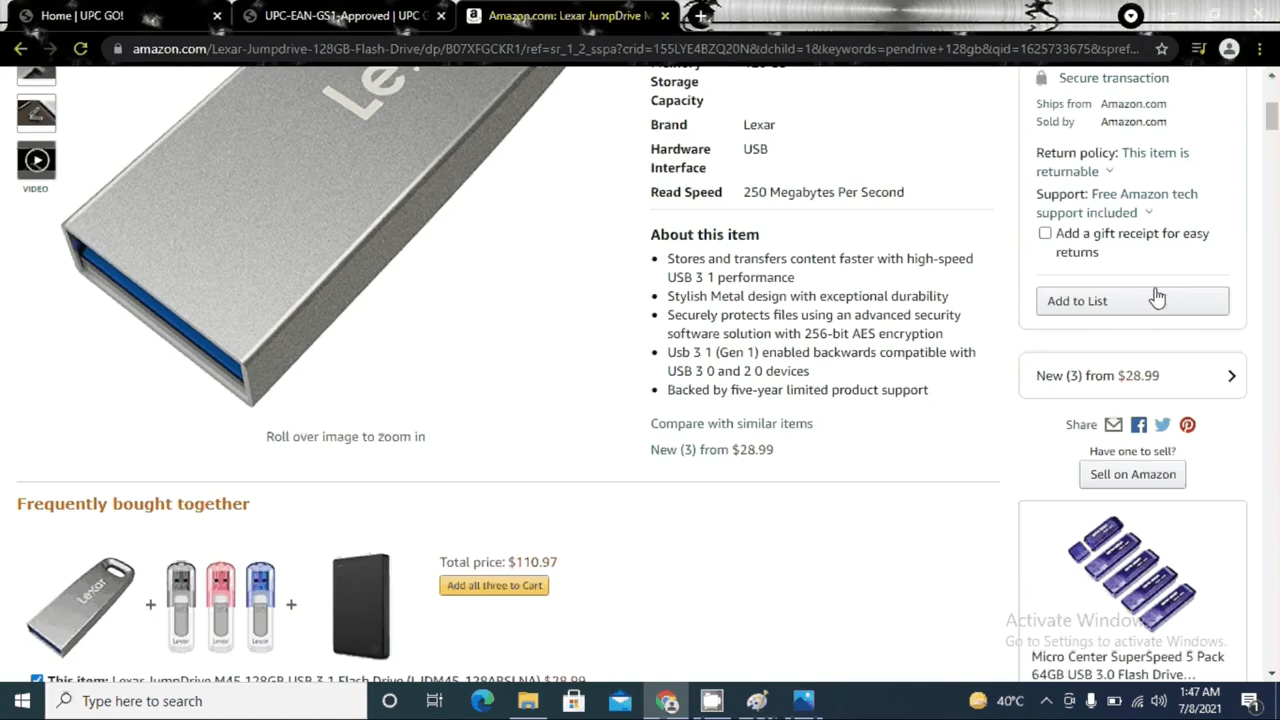 Home | UPC GO!
UPC-EAN-GS1-Approved | UPC G
Amazon.com: Lexar JumpDrive M
amazon.com/Lexar-Jumpdrive-128GB-Flash-Drive/dp/B07XFGCKR1/ref=sr_1_2_sspa?crid=155LYE4BZQ20N&dchild=1&keywords=pendrive+128gb&qid=1625733675&spref...
Le
VIDEO
Roll over image to zoom in
Storage
Capacity
Brand Lexar
Hardware USB
Interface
Read Speed 250 Megabytes Per Second
About this item
• Stores and transfers content faster with high-speed
USB 3 1 performance
• Stylish Metal design with exceptional durability
• Securely protects files using an advanced security
software solution with 256-bit AES encryption
• Usb 3 1 (Gen 1) enabled backwards compatible with
USB 3 0 and 2 0 devices
• Backed by five-year limited product support
Compare with similar items
New (3) from $28.99
Secure transaction
Ships from Amazon.com
Sold by Amazon.com
Return policy: This item is
returnable
Support: Free Amazon tech
support included
Add a gift receipt for easy
returns
Add to List
New (3) from $28.99
Share
Have one to sell?
Sell on Amazon
Frequently bought together
Lexar
+
Lexar Lexar Lexar
+
Total price: $110.97
Add all three to Cart
This item: Lexar JumpDrive M45 128GB USB 3.1 Flash Drive (LJDM45-128ABSLNA) $28.99
Activate Window
Go to Settings to activate Windows.
Micro Center SuperSpeed 5 Pack
64GB USB 3.0 Flash Drive...
Type here to search
40°C
1:47 AM
7/8/2021
1